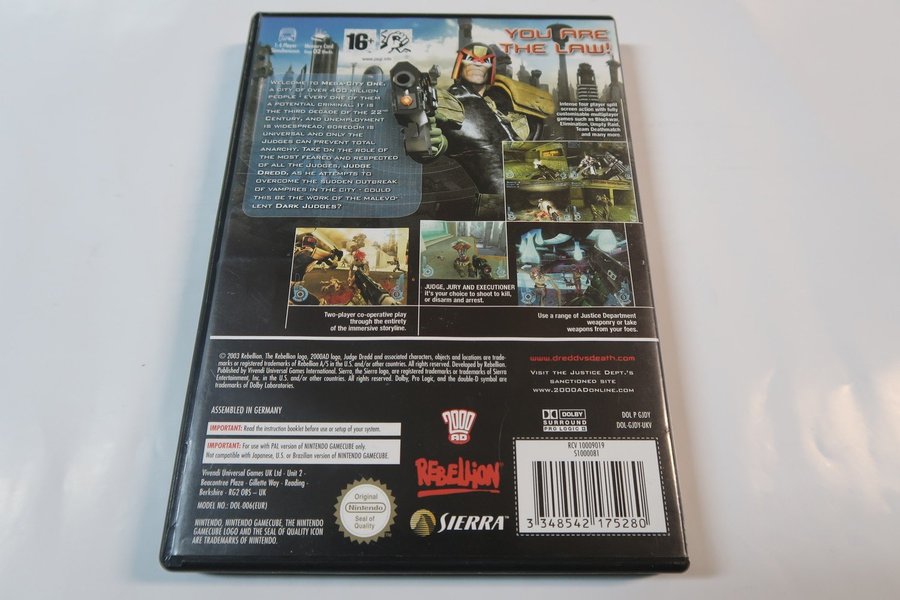 1-4 Player
Simultaneous
Memory Card
16+
www.pegi.info
YOU ARE
THE LAW!
WELCOME TO MEGA-CITY ONE,
A CITY OF OVER 400 MILLION
PEOPLE - EVERY ONE OF THEM
A POTENTIAL CRIMINAL. IT IS
THE THIRD DECADE OF THE 22ND
CENTURY, AND UNEMPLOYMENT
IS WIDESPREAD, BOREDOM IS
UNIVERSAL AND ONLY THE
JUDGES CAN PREVENT TOTAL
ANARCHY. TAKE ON THE ROLE OF
THE MOST FEARED AND RESPECTED
OF ALL THE JUDGES, JUDGE
DREDD, AS HE ATTEMPTS TO
OVERCOME THE SUDDEN OUTBREAK
OF VAMPIRES IN THE CITY - COULD
THIS BE THE WORK OF THE MALEVO-
LENT DARK JUDGES?
Intense four player split
screen action with fully
customisable multiplayer
games such as Blockwar,
Elimination, Umpty Raid,
Team Deathmatch
and many more.
Two-player co-operative play
through the entirety
of the immersive storyline.
JUDGE, JURY AND EXECUTIONER
it's your choice to shoot to kill,
or disarm and arrest.
Use a range of Justice Department
weaponry or take
weapons from your foes.
© 2003 Rebellion. The Rebellion logo, 2000AD logo, Judge Dredd and associated characters, objects and locations are trade-
marks or registered trademarks of Rebellion A/S in the U.S. and/or other countries. All rights reserved. Developed by Rebellion.
Published by Vivendi Universal Games International. Sierra, the Sierra logo, are registered trademarks or trademarks of Sierra
Entertainment, Inc. in the U.S. and/or other countries. All rights reserved. Dolby, Pro Logic, and the double-D symbol are
trademarks of Dolby Laboratories.
www.dreddvsdeath.com
VISIT THE JUSTICE DEPT.'S
SANCTIONED SITE
WWW.2000ADONLINE.COM
ASSEMBLED IN GERMANY
IMPORTANT: Read the instruction booklet before use or setup of your system.
IMPORTANT: For use with PAL version of NINTENDO GAMECUBE only.
Not compatible with Japanese, U.S. or Brazilian version of NINTENDO GAMECUBE.
Vivendi Universal Games UK Ltd - Unit 2 -
Beacontree Plaza - Gillette Way - Reading -
Berkshire - RG2 0BS – UK
MODEL NO.: DOL-006(EUR)
NINTENDO, NINTENDO GAMECUBE, THE NINTENDO
GAMECUBE LOGO AND THE SEAL OF QUALITY ICON
ARE TRADEMARKS OF NINTENDO.
Original
Nintendo
Seal of
Quality
2000
AD
REBELLION
SIERRA
DOLBY
SURROUND
PRO LOGIC II
DOL P GJDY
DOL-GJDY-UKV
RCV 10009019
S1000081
3 348542 175280